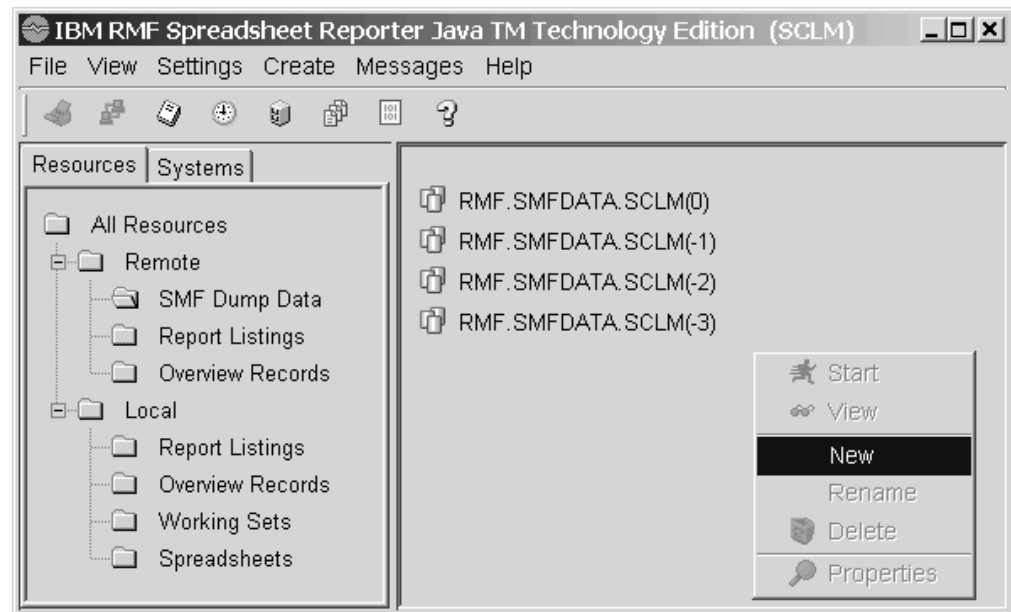 IBM RMF Spreadsheet Reporter Java TM Technology Edition (SCLM)
File View Settings Create Messages Help
Resources Systems
All Resources
Remote
SMF Dump Data
Report Listings
Overview Records
Local
Report Listings
Overview Records
Working Sets
Spreadsheets
RMF.SMFDATA.SCLM(0)
RMF.SMFDATA.SCLM(-1)
RMF.SMFDATA.SCLM(-2)
RMF.SMFDATA.SCLM(-3)
Start
View
New
Rename
Delete
Properties